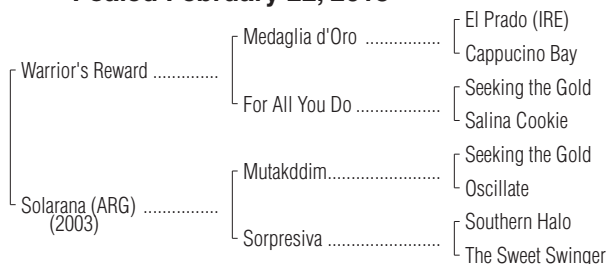 Foaled February 22,
El Prado (IRE)
Medaglia d'Oro ................
Cappucino Bay
Warrior's Reward ..............
Seeking the Gold
For All You Do ..................
Salina Cookie
Seeking the Gold
Mutakddim.......................
Oscillate
Solarana (ARG) ................
(2003)
Southern Halo
Sorpresiva .......................
The Sweet Swinger